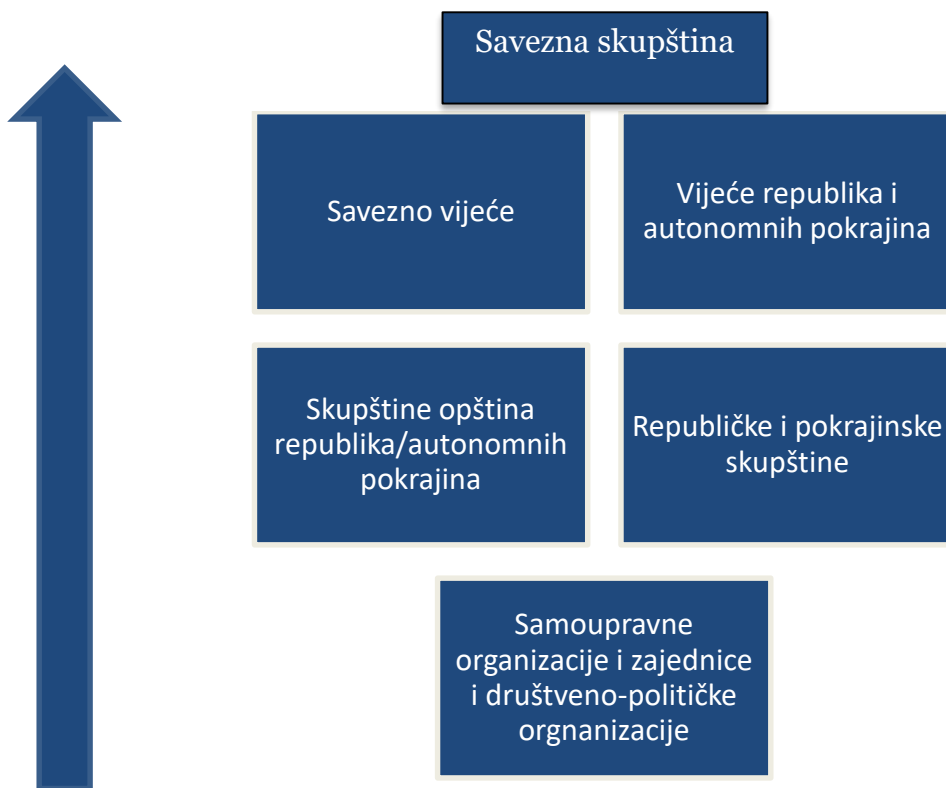 Savezna skupština
Savezno vijeće
Vijeće republika i
autonomnih pokrajina
Skupštine opština
republika/autonomnih
pokrajina
Republičke i pokrajinske
skupštine
Samoupravne
organizacije i zajednice
i društveno-političke
orgnanizacije